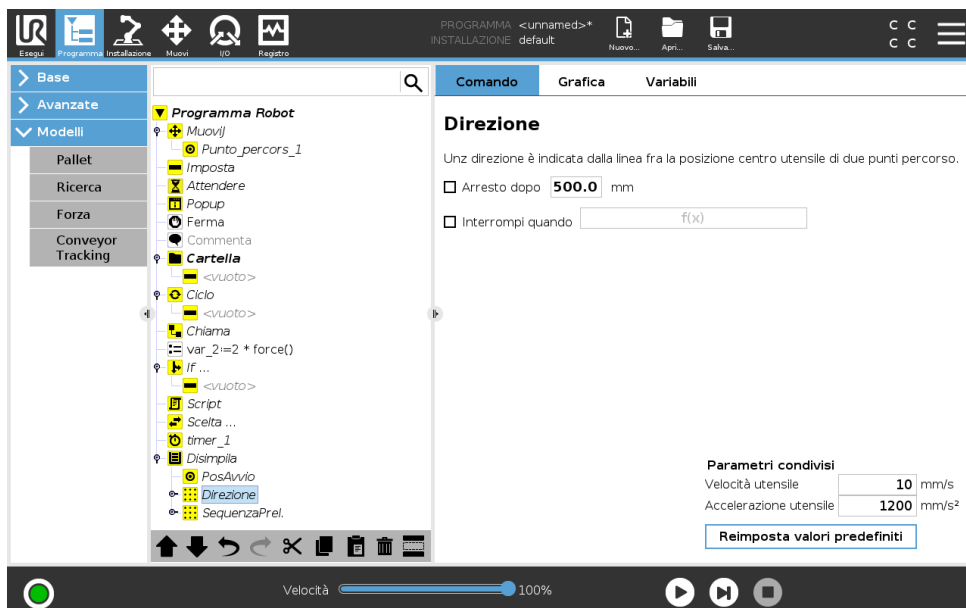 PROGRAMMA <unnamed>*
INSTALLAZIONE default
Esegui Programma Installazione Muovi I/O Registro Nuovo... Apri... Salva...
C C
C C
Base
Avanzate
Modelli
Pallet
Ricerca
Forza
Conveyor
Tracking
Programma Robot
MuoviJ
Punto_percors_1
Imposta
Attendere
Popup
Ferma
Commenta
Cartella
<vuoto>
Ciclo
<vuoto>
Chiama
var_2:=2 * force()
If ...
<vuoto>
Script
Scelta ...
timer_1
Disimpila
PosAvvio
Direzione
SequenzaPrel.
Comando Grafica Variabili
Direzione
Unz direzione è indicata dalla linea fra la posizione centro utensile di due punti percorso.
Arresto dopo 500.0 mm
Interrompi quando f(x)
Parametri condivisi
Velocità utensile 10 mm/s
Accelerazione utensile 1200 mm/s²
Reimposta valori predefiniti
Velocità 100%